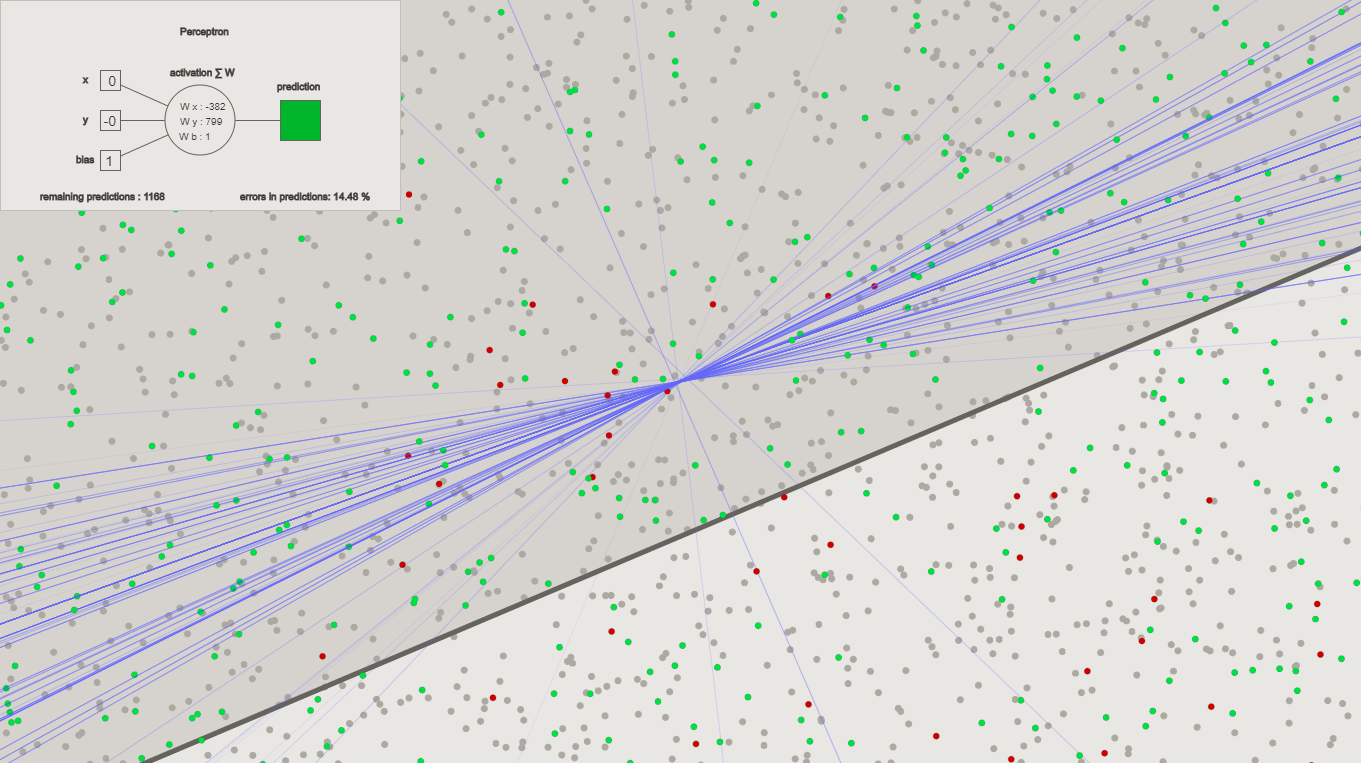 Perceptron
activation ∑ W
prediction
x
0
W x : -382
y
-0
W y : 799
W b : 1
bias
1
remaining predictions : 1168
errors in predictions: 14.48 %